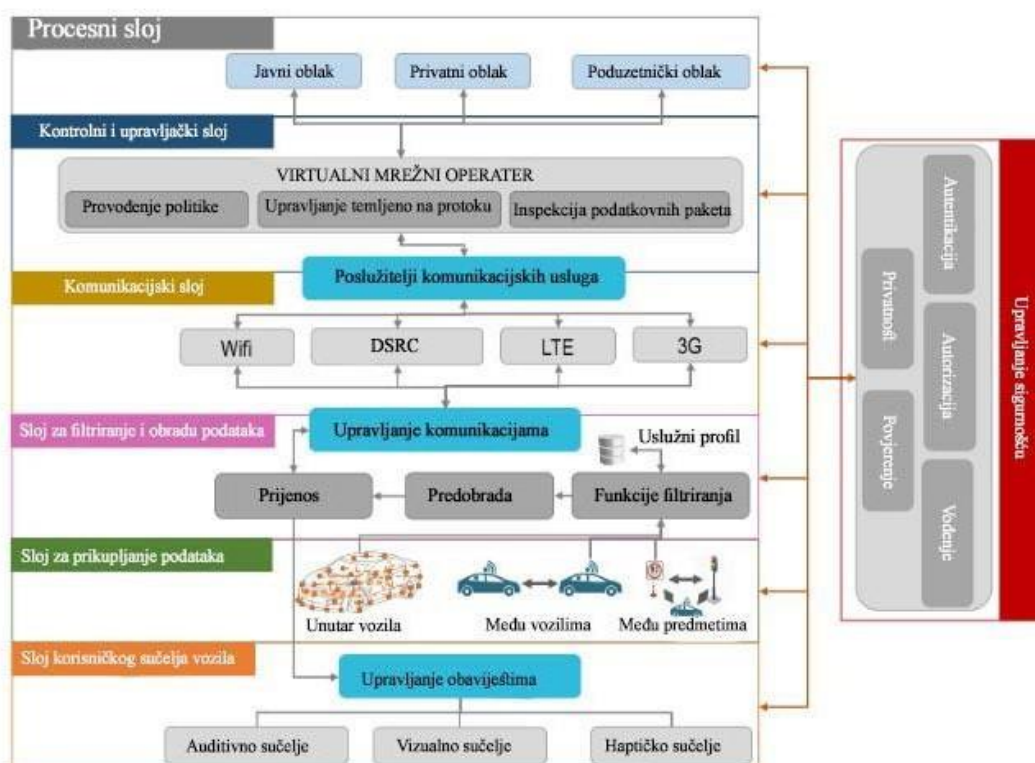 Procesni sloj
Javni oblak
Privatni oblak
Poduzetnički oblak
Kontrolni i upravljački sloj
VIRTUALNI MREŽNI OPERATER
Provođenje politike
Upravljanje temljeno na protoku
Inspekcija podatkovnih paketa
Poslužitelji komunikacijskih usluga
Komunikacijski sloj
Wifi
DSRC
LTE
3G
Sloj za filtriranje i obradu podataka
Upravljanje komunikacijama
Uslužni profil
Prijenos
Predobrada
Funkcije filtriranja
Sloj za prikupljanje podataka
Unutar vozila
Među vozilima
Među predmetima
Sloj korisničkog sučelja vozila
Upravljanje obaviještima
Auditivno sučelje
Vizualno sučelje
Haptičko sučelje
Autentikacija
Privatnost
Autorizacija
Povjerenje
Vođenje
Upravljanje sigurnošću